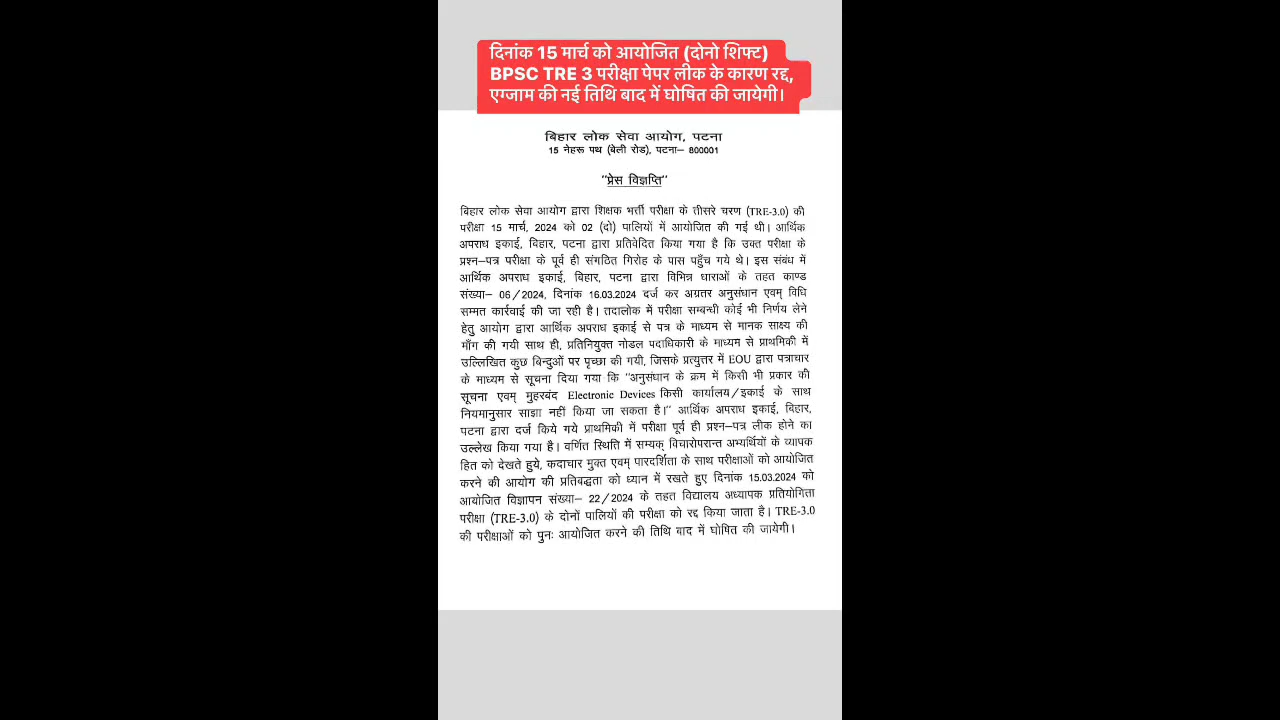 दिनांक 15 मार्च को आयोजित (दोनो शिफ्ट)
BPSC TRE 3 परीक्षा पेपर लीक के कारण रद्द,
एग्जाम की नई तिथि बाद में घोषित की जायेगी।
बिहार लोक सेवा आयोग, पटना
15 नेहरू पथ (बेली रोड), पटना– 800001
"प्रेस विज्ञप्ति"
बिहार लोक सेवा आयोग द्वारा शिक्षक भर्ती परीक्षा के तीसरे चरण (TRE-3.0) की
परीक्षा 15 मार्च, 2024 को 02 (दो) पालियों में आयोजित की गई थी। आर्थिक
अपराध इकाई, बिहार, पटना द्वारा प्रतिवेदित किया गया है कि उक्त परीक्षा के
प्रश्न–पत्र परीक्षा के पूर्व ही संगठित गिरोह के पास पहुँच गये थे। इस संबंध में
आर्थिक अपराध इकाई, बिहार, पटना द्वारा विभिन्न धाराओं के तहत काण्ड
संख्या– 06/2024, दिनांक 16.03.2024 दर्ज कर अग्रतर अनुसंधान एवम् विधि
सम्मत कार्रवाई की जा रही है। तदालोक में परीक्षा सम्बन्धी कोई भी निर्णय लेने
हेतु आयोग द्वारा आर्थिक अपराध इकाई से पत्र के माध्यम से मानक साक्ष्य की
माँग की गयी साथ ही, प्रतिनियुक्त नोडल पदाधिकारी के माध्यम से प्राथमिकी में
उल्लिखित कुछ बिन्दुओं पर पृच्छा की गयी, जिसके प्रत्युत्तर में EOU द्वारा पत्राचार
के माध्यम से सूचना दिया गया कि "अनुसंधान के क्रम में किसी भी प्रकार की
सूचना एवम् मुहरबंद Electronic Devices किसी कार्यालय/इकाई के साथ
नियमानुसार साझा नहीं किया जा सकता है।" आर्थिक अपराध इकाई, बिहार,
पटना द्वारा दर्ज किये गये प्राथमिकी में परीक्षा पूर्व ही प्रश्न–पत्र लीक होने का
उल्लेख किया गया है। वर्णित स्थिति में सम्यक् विचारोपरान्त अभ्यर्थियों के व्यापक
हित को देखते हुये, कदाचार मुक्त एवम् पारदर्शिता के साथ परीक्षाओं को आयोजित
करने की आयोग की प्रतिबद्धता को ध्यान में रखते हुए दिनांक 15.03.2024 को
आयोजित विज्ञापन संख्या– 22/2024 के तहत विद्यालय अध्यापक प्रतियोगिता
परीक्षा (TRE-3.0) के दोनों पालियों की परीक्षा को रद्द किया जाता है। TRE-3.0
की परीक्षाओं को पुनः आयोजित करने की तिथि बाद में घोषित की जायेगी।